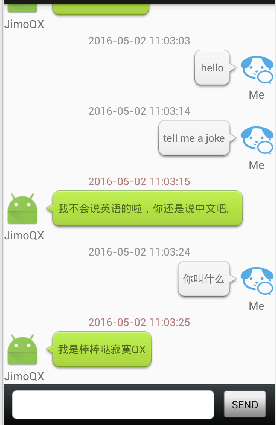 JimoQX
2016-05-02 11:03:03
hello
Me
2016-05-02 11:03:14
tell me a joke
Me
2016-05-02 11:03:15
我不会说英语的啦，你还是说中文吧。
JimoQX
2016-05-02 11:03:24
你叫什么
Me
2016-05-02 11:03:25
我是棒棒哒寂寞QX
JimoQX
SEND